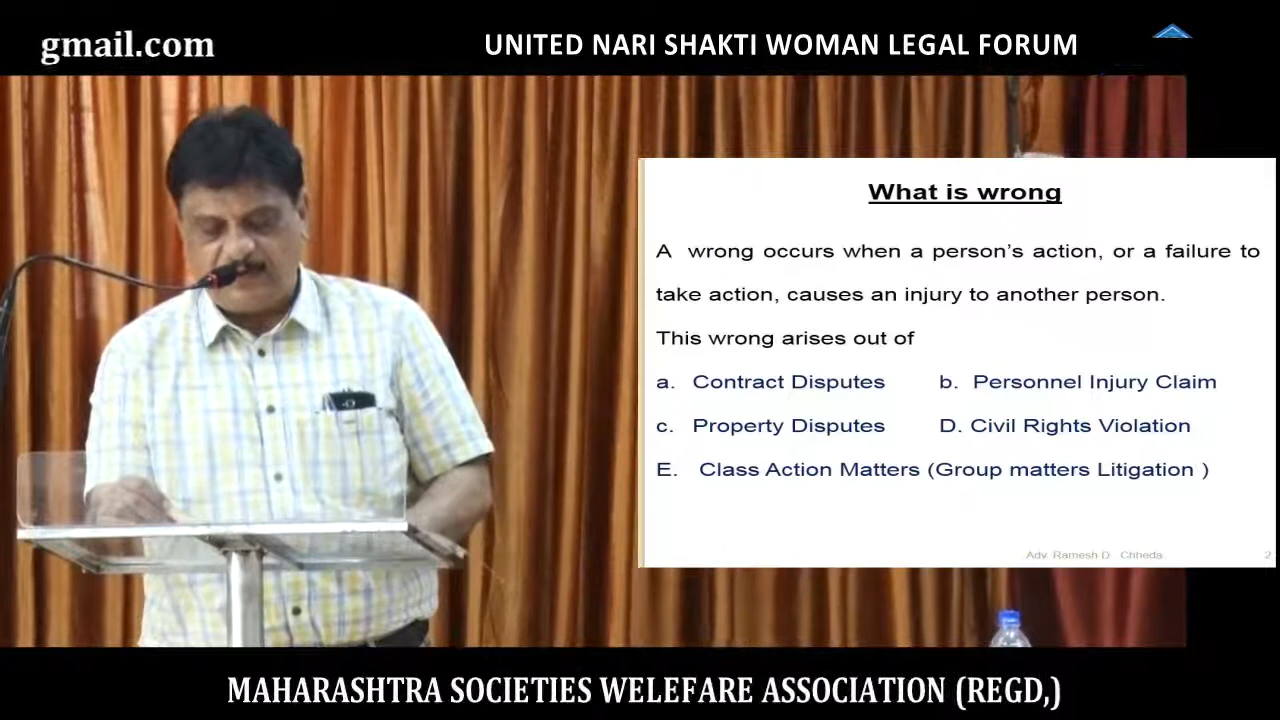 gmail.com
UNITED NARI SHAKTI WOMAN LEGAL FORUM
What is wrong
A wrong occurs when a person's action, or a failure to
take action, causes an injury to another person.
This wrong arises out of
a. Contract Disputes b. Personnel Injury Claim
c. Property Disputes D. Civil Rights Violation
E. Class Action Matters (Group matters Litigation )
Adv. Ramesh D. Chheda 2
MAHARASHTRA SOCIETIES WELEFARE ASSOCIATION (REGD,)